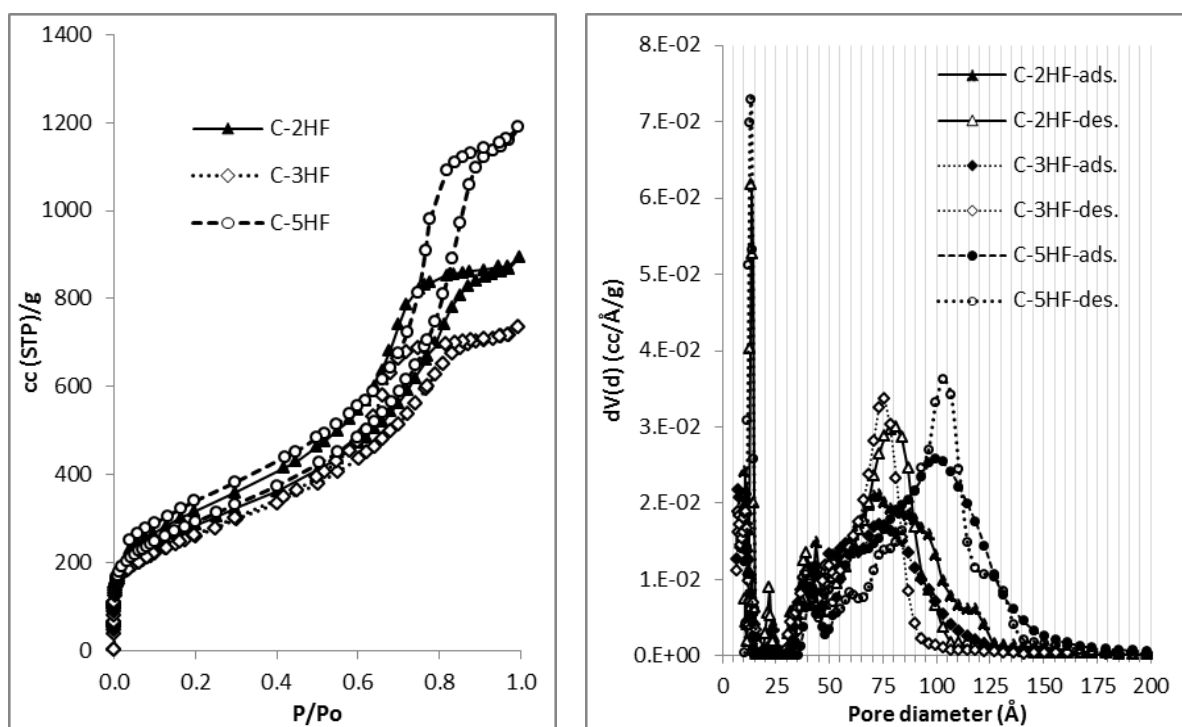 1400
1200
1000
800
600
400
200
0
cc (STP)/g
C-2HF
C-3HF
C-5HF
0.0 0.2 0.4 0.6 0.8 1.0
P/Po
8.E-02
7.E-02
6.E-02
5.E-02
4.E-02
3.E-02
2.E-02
1.E-02
0.E+00
dV(d) (cc/Å/g)
C-2HF-ads.
C-2HF-des.
C-3HF-ads.
C-3HF-des.
C-5HF-ads.
C-5HF-des.
0 25 50 75 100 125 150 175 200
Pore diameter (Å)